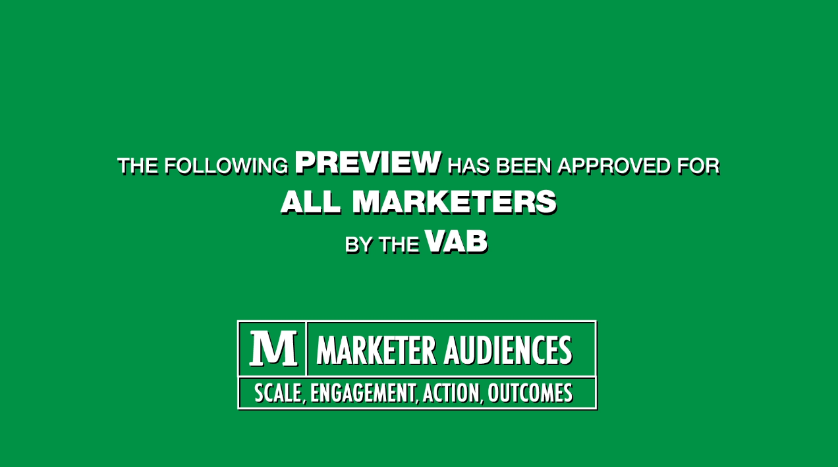 THE FOLLOWING PREVIEW HAS BEEN APPROVED FOR
ALL MARKETERS
BY THE VAB
M MARKETER AUDIENCES
SCALE, ENGAGEMENT, ACTION, OUTCOMES